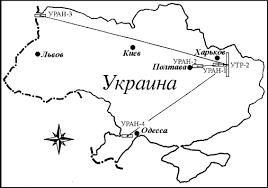 УРАН-3
Львов
Киев
Харьков
УРАН-2
Полтава
УРАН-1
УТР-2
Украина
УРАН-4
Одесса